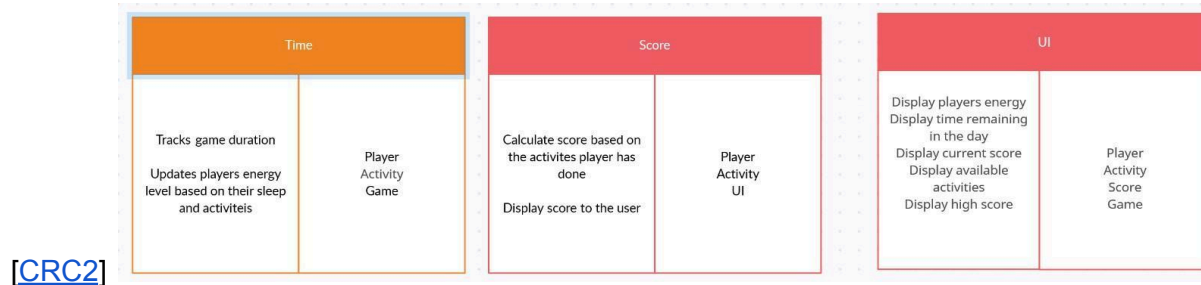 Time
Tracks game duration
Updates players energy
level based on their sleep
and activiteis
Player
Activity
Game
Score
Calculate score based on
the activites player has
done
Display score to the user
Player
Activity
UI
UI
Display players energy
Display time remaining
in the day
Display current score
Display available
activities
Display high score
Player
Activity
Score
Game
[CRC2]